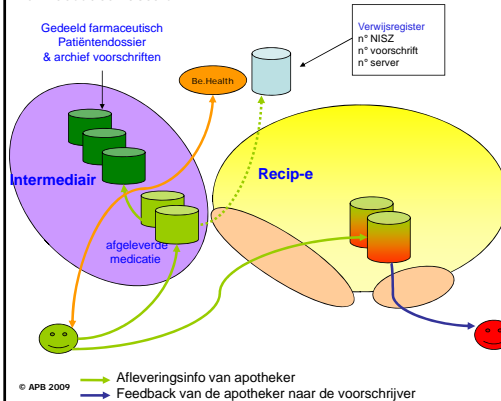 Gedeeld farmaceutisch
Patiëntendossier
& archief voorschriften
Verwijsregister
n° NISZ
n° voorschrift
n° server
Be.Health
Intermediair
Recip-e
afgeleverde
medicatie
Afleveringsinfo van apotheker
© APB 2009
Feedback van de apotheker naar de voorschrijver